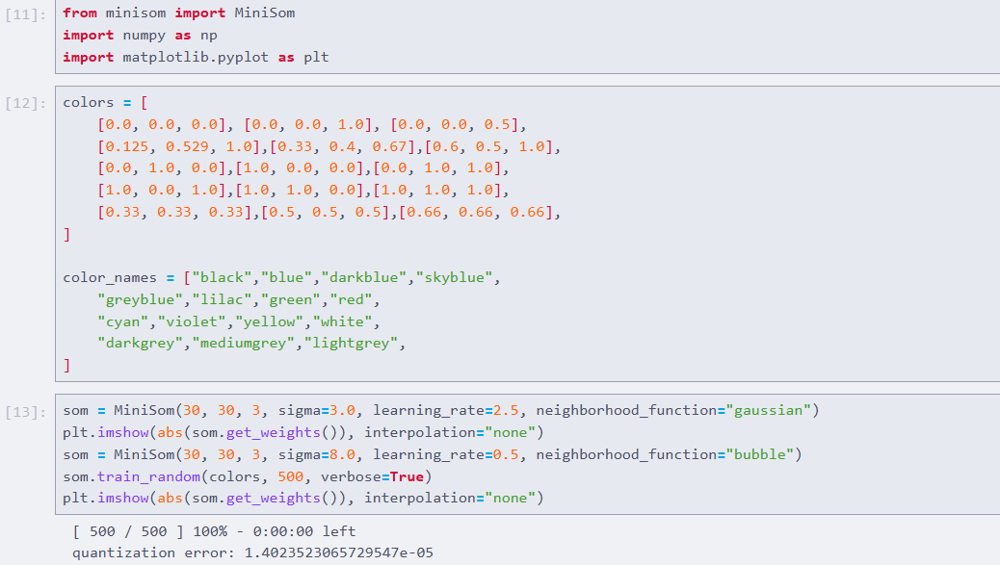 [11]: from minisom import MiniSom
import numpy as np
import matplotlib.pyplot as plt
[12]: colors = [
    [0.0, 0.0, 0.0], [0.0, 0.0, 1.0], [0.0, 0.0, 0.5],
    [0.125, 0.529, 1.0],[0.33, 0.4, 0.67],[0.6, 0.5, 1.0],
    [0.0, 1.0, 0.0],[1.0, 0.0, 0.0],[0.0, 1.0, 1.0],
    [1.0, 0.0, 1.0],[1.0, 1.0, 0.0],[1.0, 1.0, 1.0],
    [0.33, 0.33, 0.33],[0.5, 0.5, 0.5],[0.66, 0.66, 0.66],
]
color_names = ["black","blue","darkblue","skyblue",
    "greyblue","lilac","green","red",
    "cyan","violet","yellow","white",
    "darkgrey","mediumgrey","lightgrey",
]
[13]: som = MiniSom(30, 30, 3, sigma=3.0, learning_rate=2.5, neighborhood_function="gaussian")
plt.imshow(abs(som.get_weights()), interpolation="none")
som = MiniSom(30, 30, 3, sigma=8.0, learning_rate=0.5, neighborhood_function="bubble")
som.train_random(colors, 500, verbose=True)
plt.imshow(abs(som.get_weights()), interpolation="none")
[ 500 / 500 ] 100% - 0:00:00 left
quantization error: 1.4023523065729547e-05